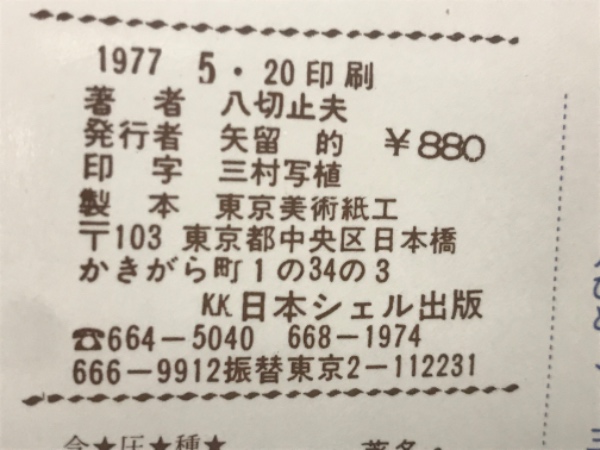 1977 5・20印刷
著 者 八切止夫
発行者 矢留 的 ￥880
印 字 三村写植
製 本 東京美術紙工
〒103 東京都中央区日本橋
かきがら町1の34の3
KK日本シェル出版
☎664－5040 668－1974
666－9912振替東京2－112231
★圧★種★